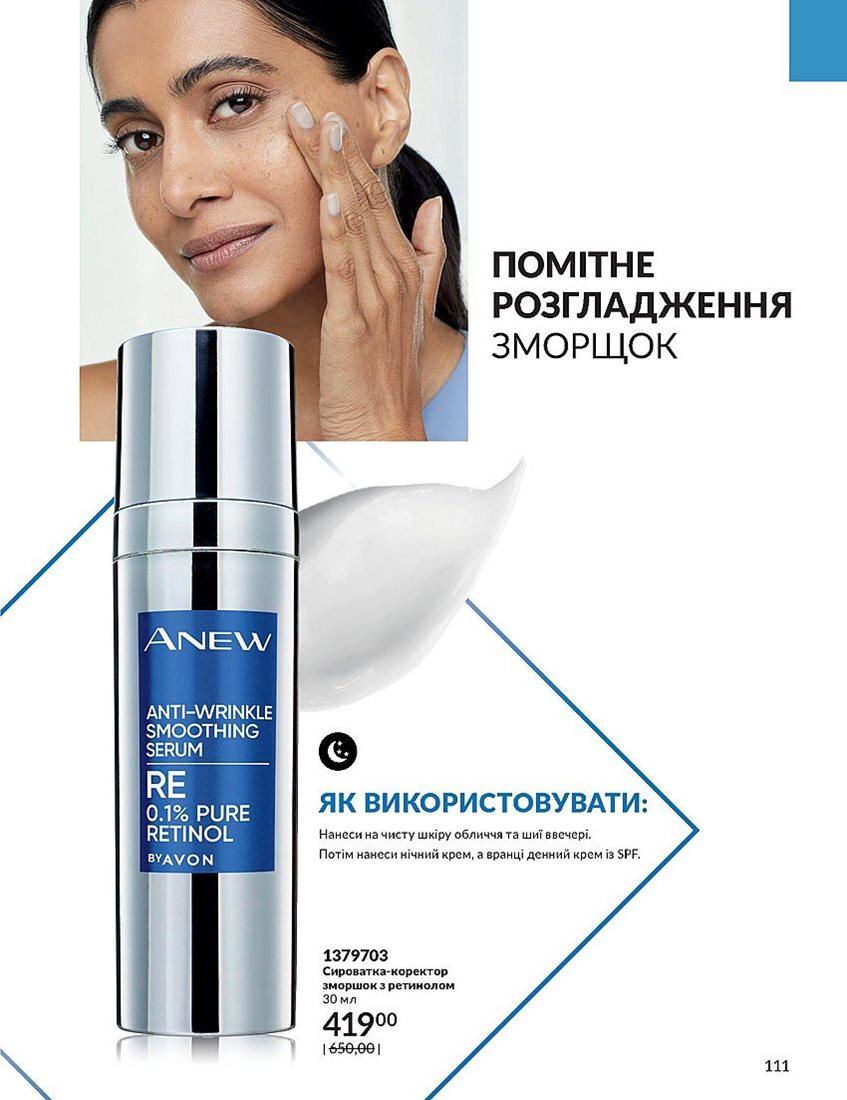 ПОМІТНЕ
РОЗГЛАДЖЕННЯ
ЗМОРЩОК
ANEW
ANTI-WRINKLE
SMOOTHING
SERUM
RE
0.1% PURE
RETINOL
BY AVON
ЯК ВИКОРИСТОВУВАТИ:
Нанеси на чисту шкіру обличчя та шиї ввечері.
Потім нанеси нічний крем, а вранці денний крем із SPF.
1379703
Сироватка-коректор
зморшок з ретинолом
30 мл
41900
| 650,00 |
111